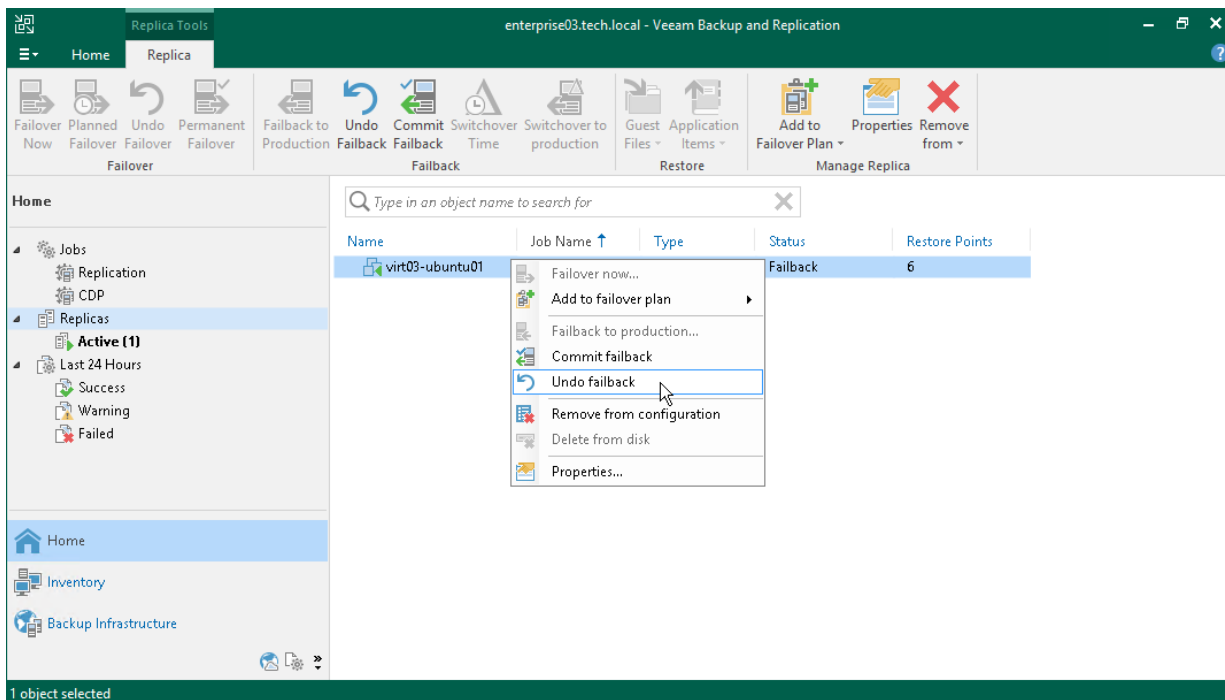 Replica Tools
enterprise03.tech.local - Veeam Backup and Replication
Home Replica
Failover Now
Planned Failover
Undo Failover
Permanent Failover
Failover
Failback to Production
Undo Failback
Commit Failback
Switchover Time
Switchover to production
Failback
Guest Files
Application Items
Restore
Add to Failover Plan
Properties
Remove from
Manage Replica
Home
Jobs
Replication
CDP
Replicas
Active (1)
Last 24 Hours
Success
Warning
Failed
Home
Inventory
Backup Infrastructure
Type in an object name to search for
Name Job Name Type Status Restore Points
virt03-ubuntu01 Failback 6
Failover now...
Add to failover plan
Failback to production...
Commit failback
Undo failback
Remove from configuration
Delete from disk
Properties...
1 object selected